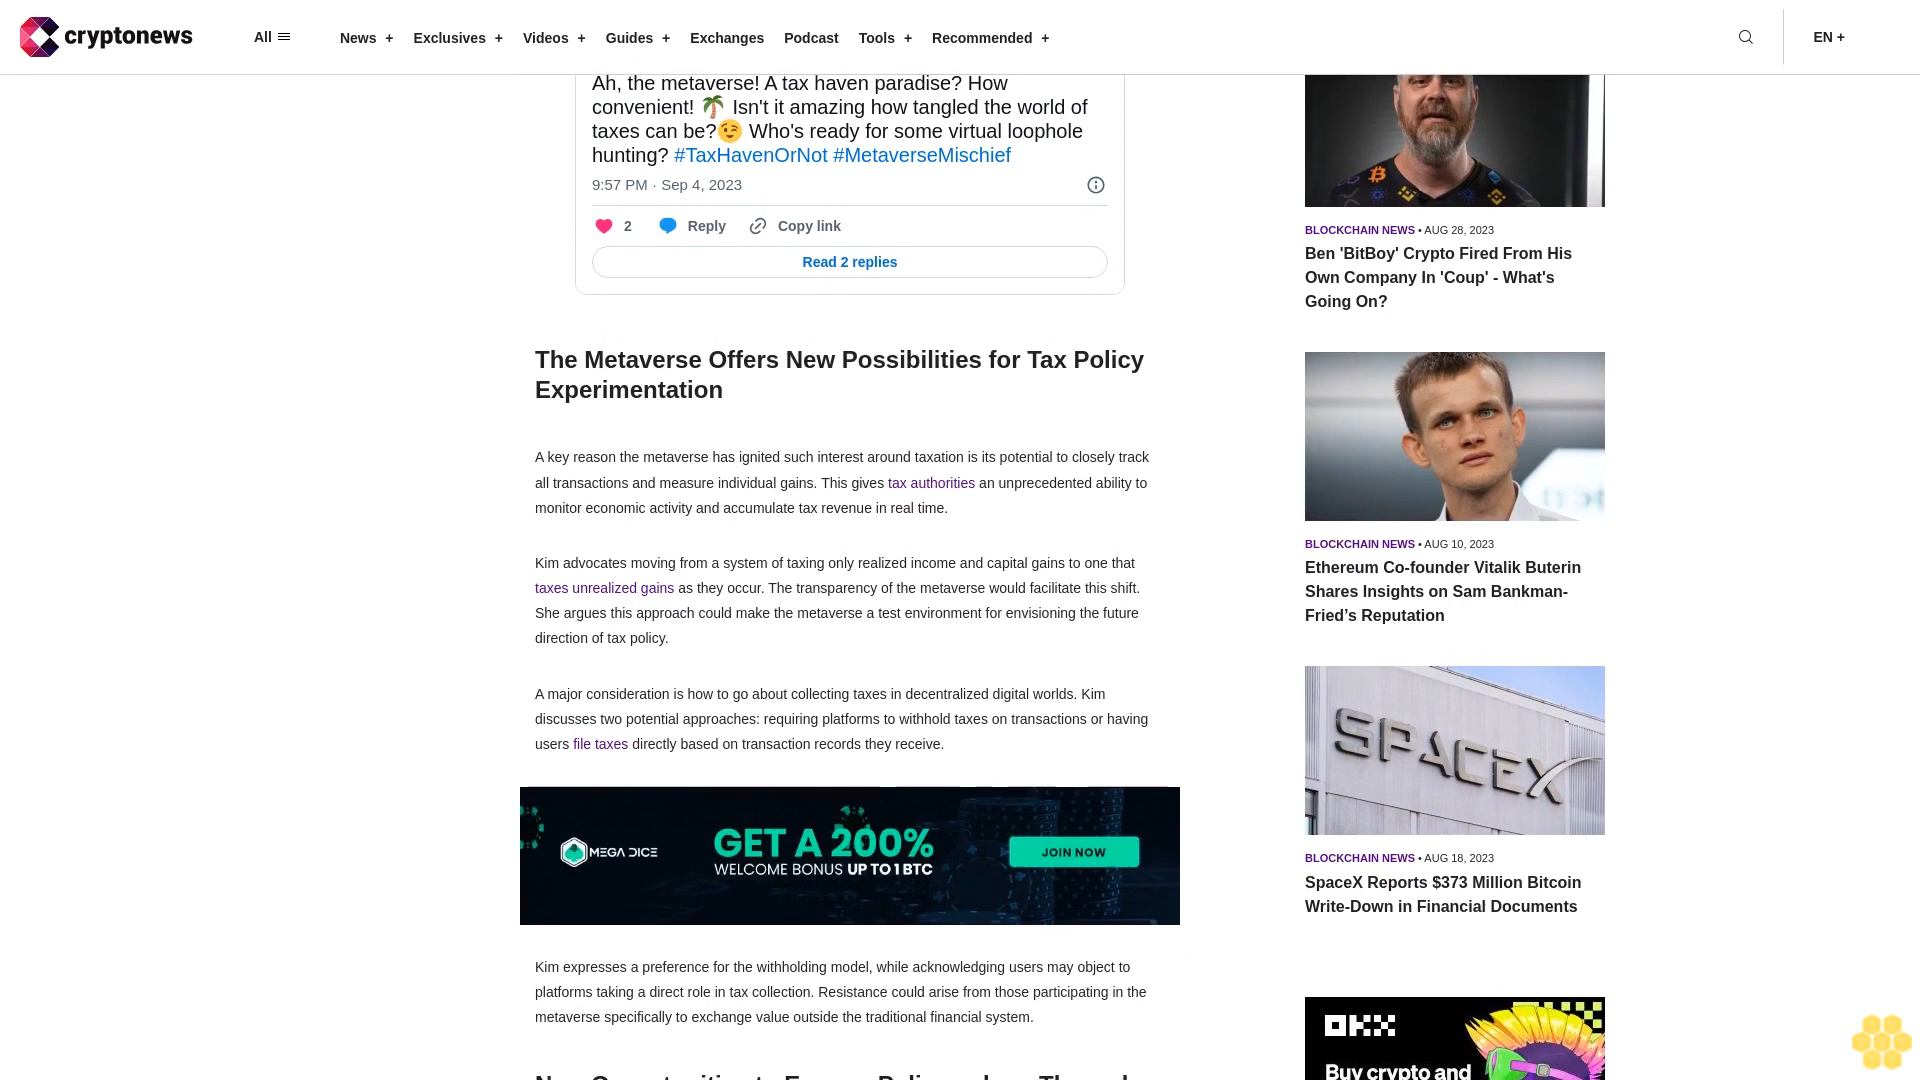 cryptonews
All
News +
Exclusives +
Videos +
Guides +
Exchanges
Podcast
Tools +
Recommended +
EN +
Ah, the metaverse! A tax haven paradise? How
convenient! 🌴 Isn't it amazing how tangled the world of
taxes can be?😉 Who's ready for some virtual loophole
hunting? #TaxHavenOrNot #MetaverseMischief
9:57 PM · Sep 4, 2023
2
Reply
Copy link
Read 2 replies
The Metaverse Offers New Possibilities for Tax Policy
Experimentation
A key reason the metaverse has ignited such interest around taxation is its potential to closely track
all transactions and measure individual gains. This gives tax authorities an unprecedented ability to
monitor economic activity and accumulate tax revenue in real time.
Kim advocates moving from a system of taxing only realized income and capital gains to one that
taxes unrealized gains as they occur. The transparency of the metaverse would facilitate this shift.
She argues this approach could make the metaverse a test environment for envisioning the future
direction of tax policy.
A major consideration is how to go about collecting taxes in decentralized digital worlds. Kim
discusses two potential approaches: requiring platforms to withhold taxes on transactions or having
users file taxes directly based on transaction records they receive.
MEGA DICE
GET A 200%
WELCOME BONUS UP TO 1 BTC
JOIN NOW
Kim expresses a preference for the withholding model, while acknowledging users may object to
platforms taking a direct role in tax collection. Resistance could arise from those participating in the
metaverse specifically to exchange value outside the traditional financial system.
BLOCKCHAIN NEWS • AUG 28, 2023
Ben 'BitBoy' Crypto Fired From His
Own Company In 'Coup' - What's
Going On?
BLOCKCHAIN NEWS • AUG 10, 2023
Ethereum Co-founder Vitalik Buterin
Shares Insights on Sam Bankman-
Fried’s Reputation
SPACEX
BLOCKCHAIN NEWS • AUG 18, 2023
SpaceX Reports $373 Million Bitcoin
Write-Down in Financial Documents
OKX
Buy crypto and